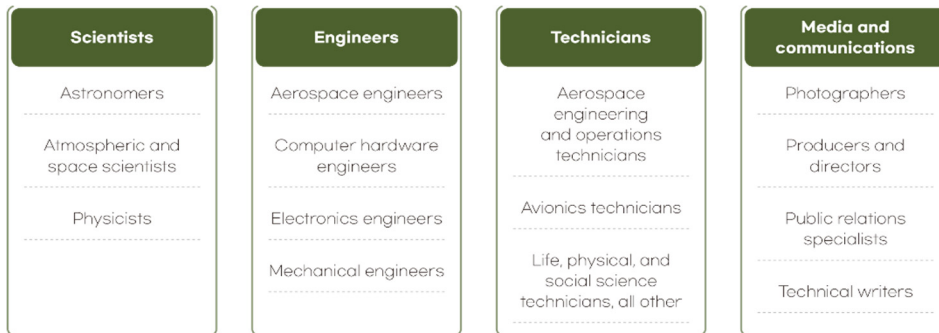 Scientists
Astronomers
Atmospheric and
space scientists
Physicists
Engineers
Aerospace engineers
Computer hardware
engineers
Electronics engineers
Mechanical engineers
Technicians
Aerospace
engineering
and operations
technicians
Avionics technicians
Life, physical, and
social science
technicians, all other
Media and
communications
Photographers
Producers and
directors
Public relations
specialists
Technical writers